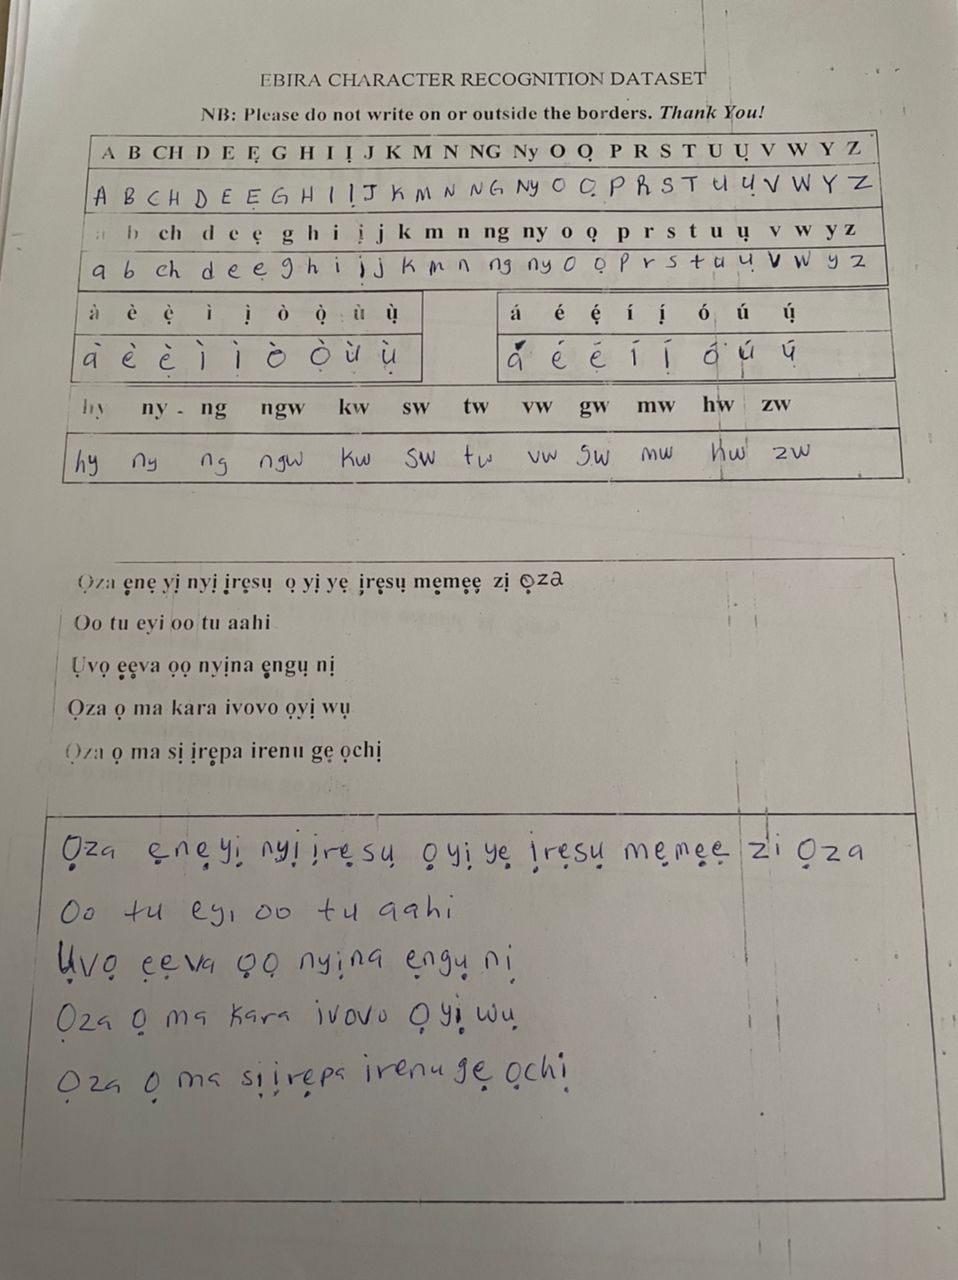 EBIRA CHARACTER RECOGNITION DATASET
NB: Please do not write on or outside the borders. Thank You!
A B CH D E Ẹ G H I Ị J K M N NG Ny O Ọ P R S T U Ụ V W Y Z
A B CH D E Ẹ G H I Ị J K M N NG Ny O Ọ P R S T U Ụ V W Y Z
a b ch d e ẹ g h i ị j k m n ng ny o ọ p r s t u ụ v w y z
a b ch d e ẹ g h i ị j k m n ng ny o ọ p r s t u ụ v w y z
à è ẹ̀ ì ị̀ ò ọ̀ ù ụ̀ á é ẹ́ í ị́ ó ú ụ́
à è ẹ̀ ì ị̀ ò ọ̀ ù ụ̀ á é ẹ́ í ị́ ó ú ụ́
hy ny - ng ngw kw sw tw vw gw mw hw zw
hy ny ng ngw kw sw tw vw gw mw hw zw
Ọza ẹnẹ yị nyị ịrẹsụ ọ yị yẹ ịrẹsụ mẹmẹẹ zị ọza
Oo tu eyi oo tu aahi
Ụvọ ẹẹva ọọ nyịna ẹngụ nị
Ọza ọ ma kara ivovo ọyị wụ
Ọza ọ ma sị ịrẹpa irenu gẹ ọchị
Ọza ẹnẹyị nyị ịrẹsụ ọ yị yẹ ịrẹsụ mẹmẹẹ zi Ọza
Oo tu eyi oo tu aahi
Ụvọ ẹẹva ọọ nyịna ẹngụ nị
Ọza ọ ma kara ivovo Ọ yị wụ
Ọza ọ ma sị ịrẹpa irenu gẹ ọchị